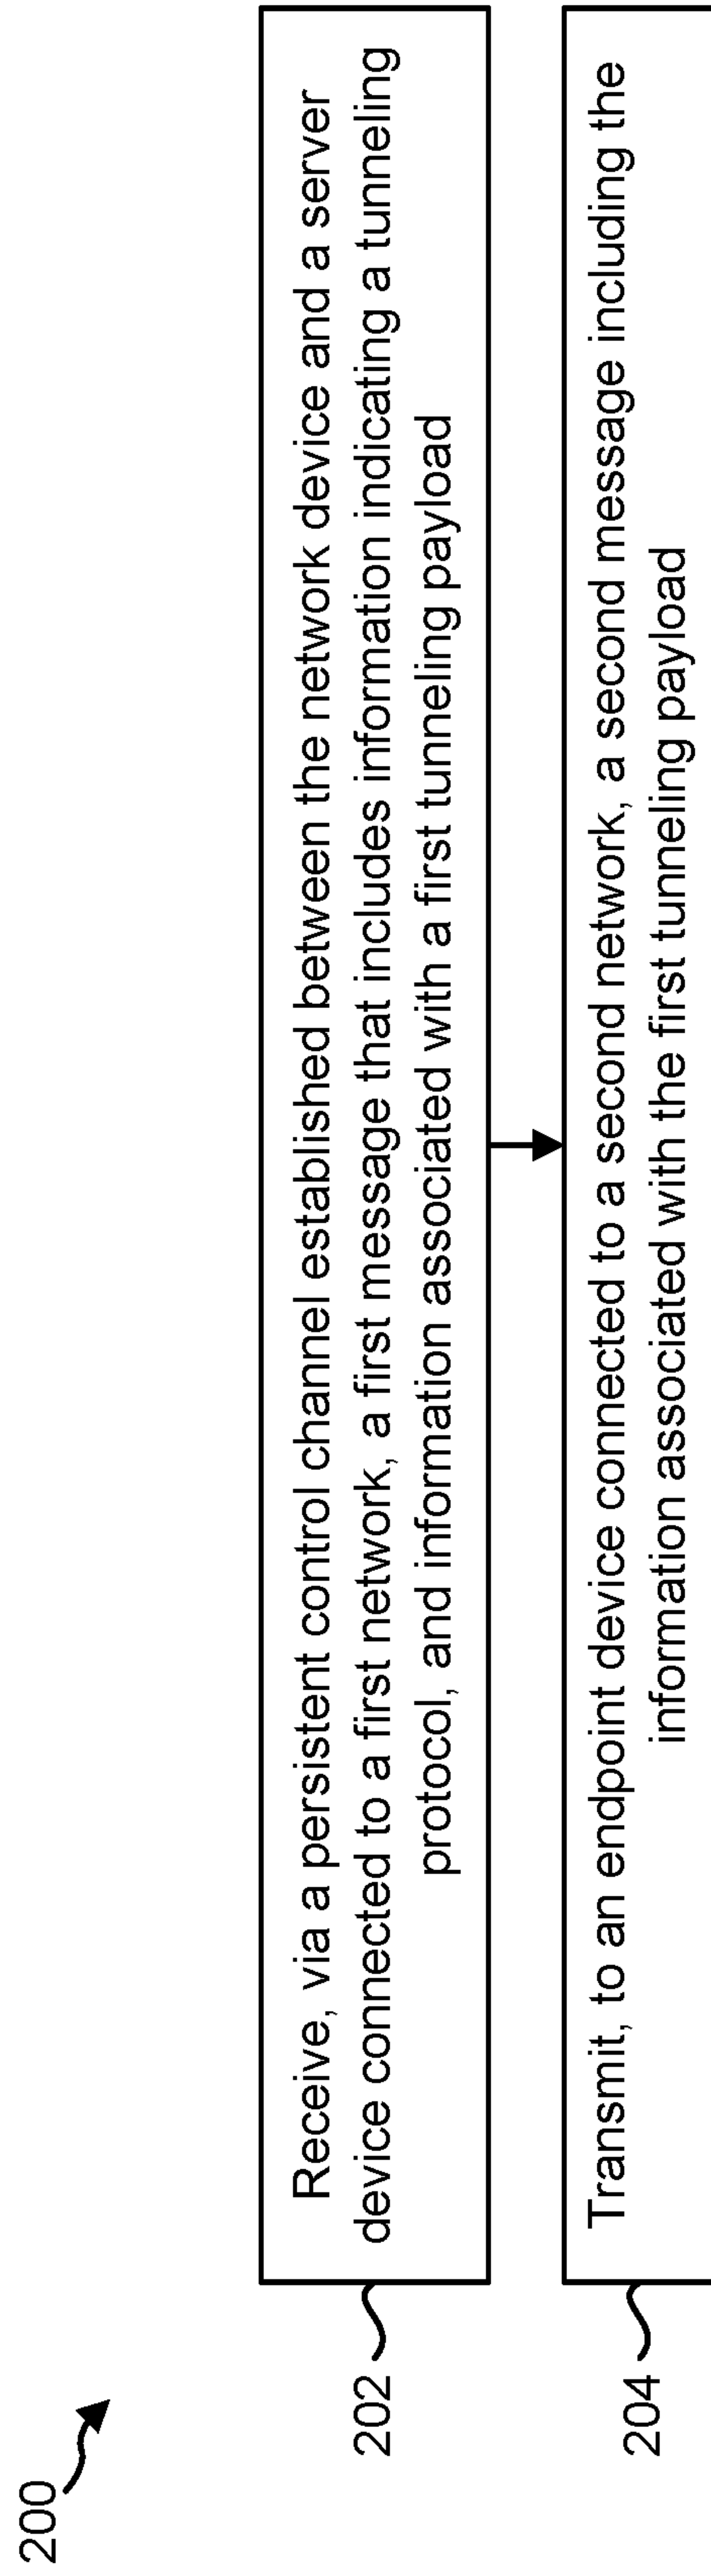 200
202
Receive, via a persistent control channel established between the network device and a server
device connected to a first network, a first message that includes information indicating a tunneling
protocol, and information associated with a first tunneling payload
204
Transmit, to an endpoint device connected to a second network, a second message including the
information associated with the first tunneling payload